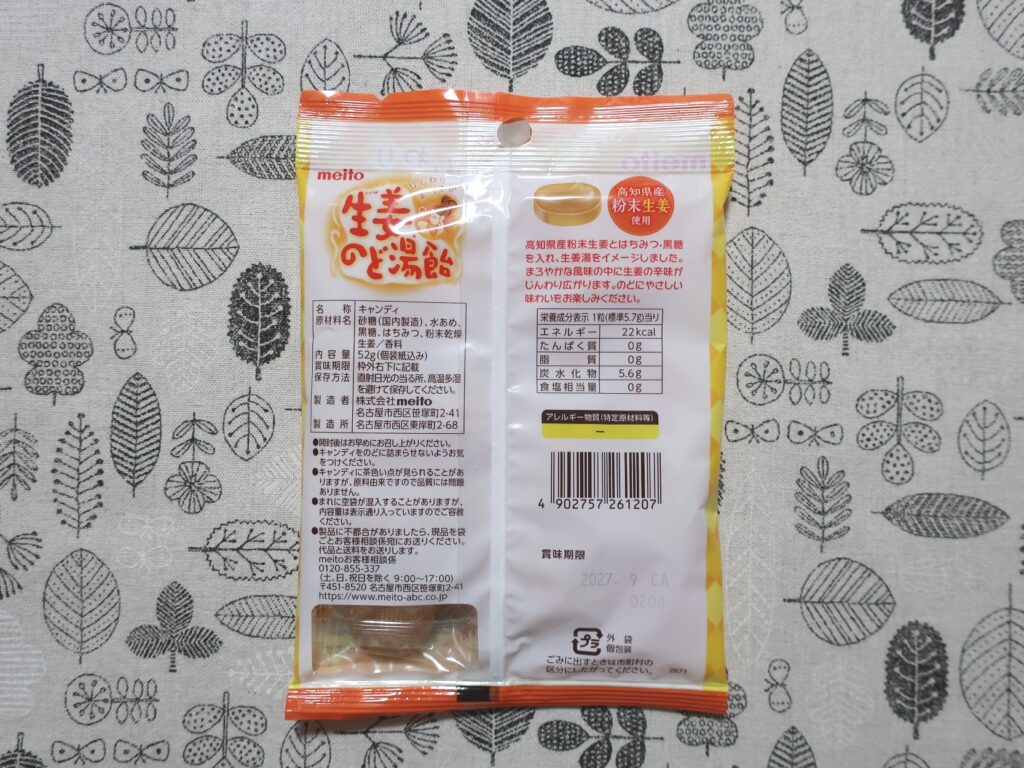 meito
じんわり
生姜
のど湯飴
名称 キャンディ
原材料名 砂糖(国内製造)、水あめ、
黒糖、はちみつ、粉末乾燥
生姜/香料
内容量 52g(個装紙込み)
賞味期限 枠外右下に記載
保存方法 直射日光の当る所、高温多湿
を避けて保存してください。
製造者 株式会社meito
名古屋市西区笹塚町2-41
製造所 名古屋市西区東岸町2-68
●開封後はお早めにお召し上がりください。
●キャンディをのどに詰まらせないようお気
をつけください。
●キャンディに茶色い点が見られることがあ
りますが、原料由来ですので品質には問題
ありません。
●まれに空袋が混入することがありますが、
内容量は表示通り入っていますのでご容赦
ください。
●製品に不都合がありましたら、現品を袋
ごとお客様相談係宛にお送りください。
代品と送料をお送りします。
meitoお客様相談係
0120-855-337
(土、日、祝日を除く 9:00~17:00)
〒451-8520 名古屋市西区笹塚町2-41
https://www.meito-abc.co.jp
高知県産
粉末生姜
使用
高知県産粉末生姜とはちみつ・黒糖
を入れ、生姜湯をイメージしました。
まろやかな風味の中に生姜の辛味が
じんわり広がります。のどにやさしい
味わいをお楽しみください。
栄養成分表示 1粒(標準5.7g)当り
エネルギー 22kcal
たんぱく質 0g
脂質 0g
炭水化物 5.6g
食塩相当量 0g
アレルギー物質(特定原材料等)
–
4 902757 261207
賞味期限
2027. 9 CA
0208
プラ
外袋
個包装
ごみに出すときは市町村の
区分にしたがってください。
2871